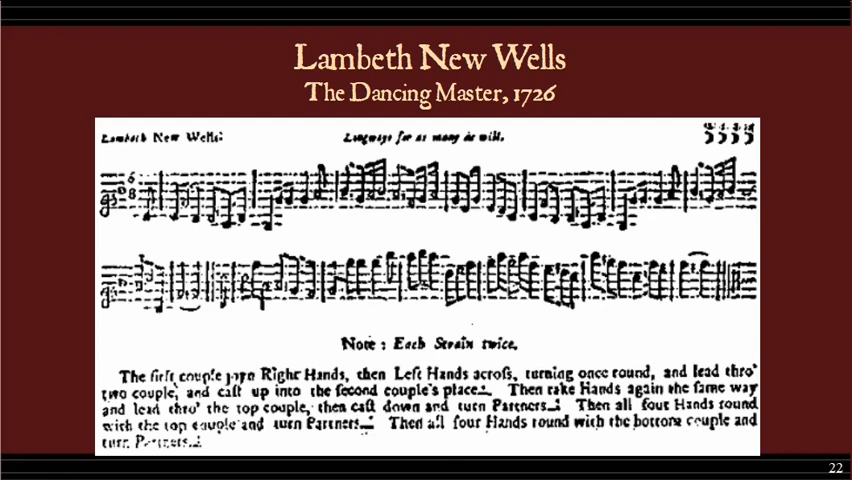 Lambeth New Wells
The Dancing Master, 1726
Lambeth New Wells:
Longways for as many as will.
6
8
Note: Each Strain twice.
The first couple joyn Right Hands, then Left Hands across, turning once round, and lead thro'
two couple, and cast up into the second couple's place. Then take Hands again the same way
and lead thro' the top couple, then cast down and turn Partners. Then all four Hands round
with the top couple and turn Partners. Then all four Hands round with the bottom couple and
turn Partners.
22